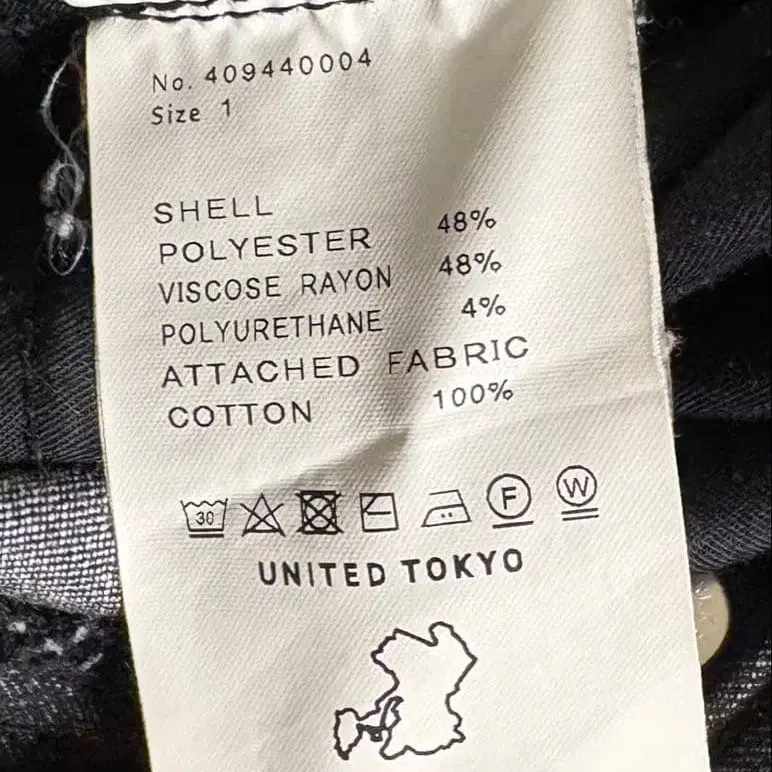 No. 409440004
Size 1
SHELL
POLYESTER 48%
VISCOSE RAYON 48%
POLYURETHANE 4%
ATTACHED FABRIC
COTTON 100%
30 F W
UNITED TOKYO